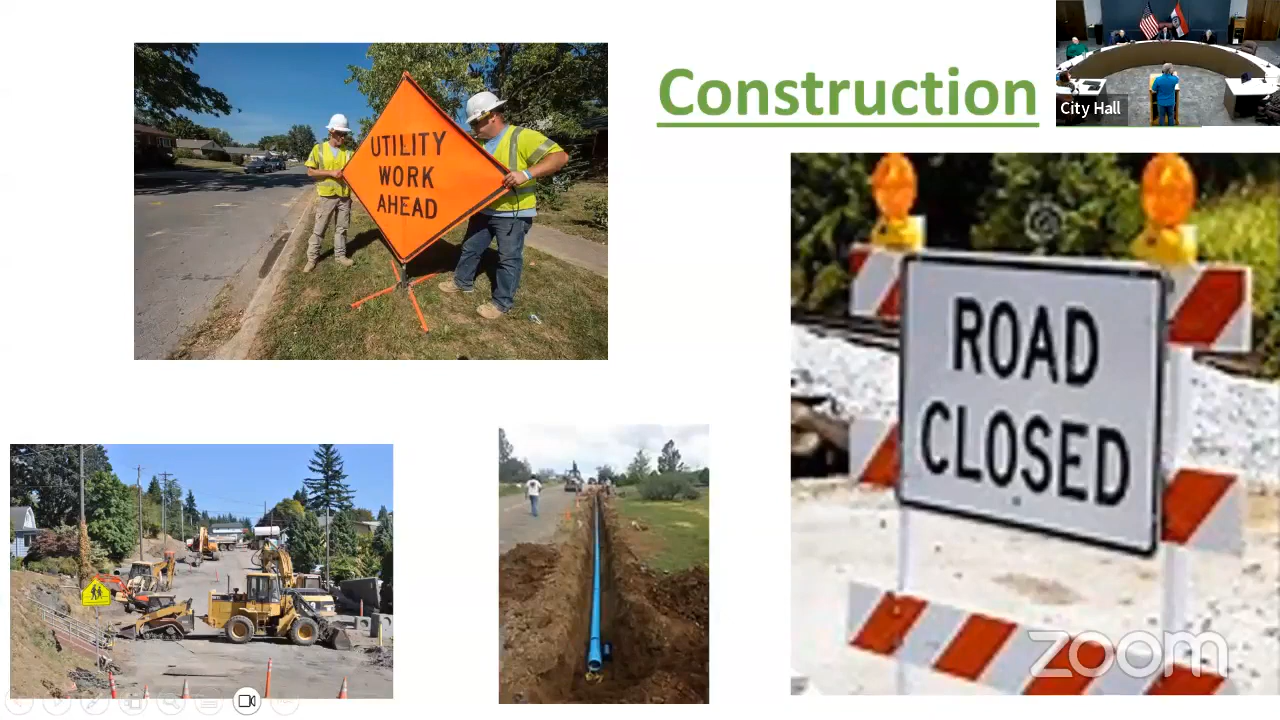 Construction
City Hall
UTILITY
WORK
AHEAD
ROAD
CLOSED
zoom